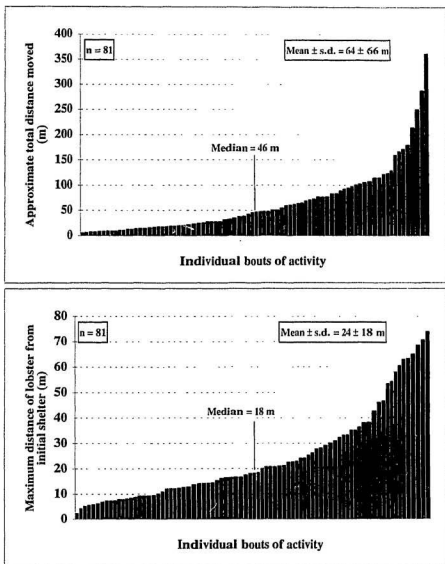 400
350
300
250
200
150
100
50
0
Approximate total distance moved
(m)
n = 81
Mean ± s.d. = 64 ± 66 m
Median = 46 m
Individual bouts of activity
80
70
60
50
40
30
20
10
0
Maximum distance of lobster from
initial shelter (m)
n = 81
Mean ± s.d. = 24 ± 18 m
Median = 18 m
Individual bouts of activity